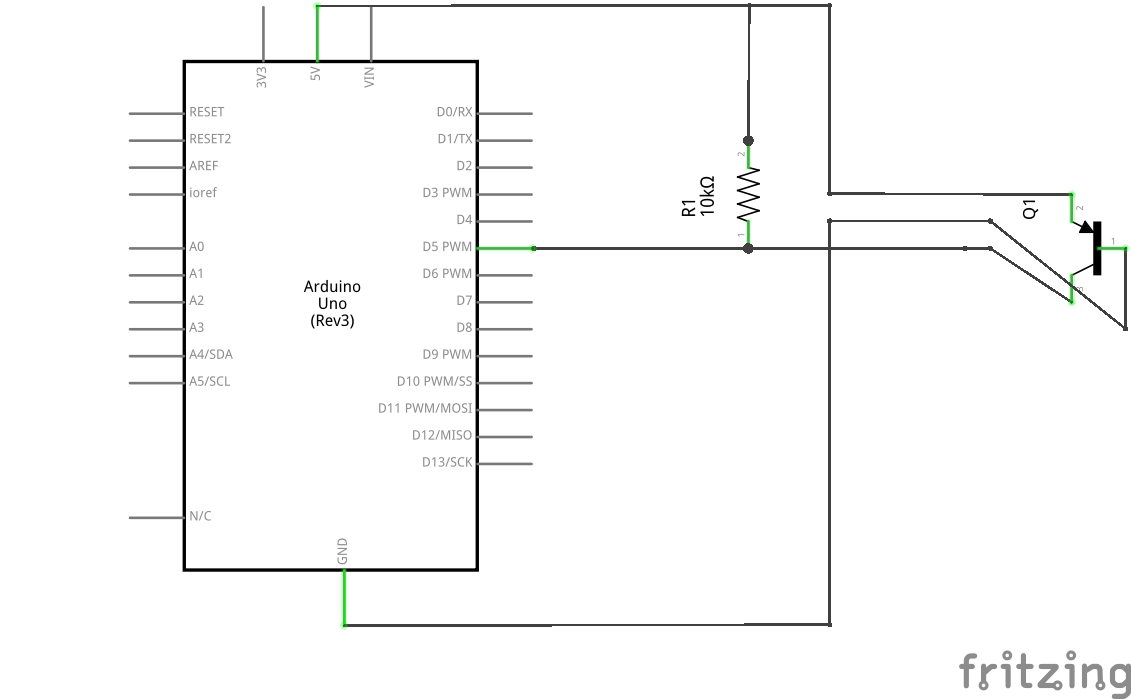 3V3
5V
VIN
RESET
RESET2
AREF
ioref
A0
A1
A2
A3
A4/SDA
A5/SCL
N/C
Arduino
Uno
(Rev3)
D0/RX
D1/TX
D2
D3 PWM
D4
D5 PWM
D6 PWM
D7
D8
D9 PWM
D10 PWM/SS
D11 PWM/MOSI
D12/MISO
D13/SCK
GND
2
R1
10kΩ
1
Q1
2
1
3
fritzing